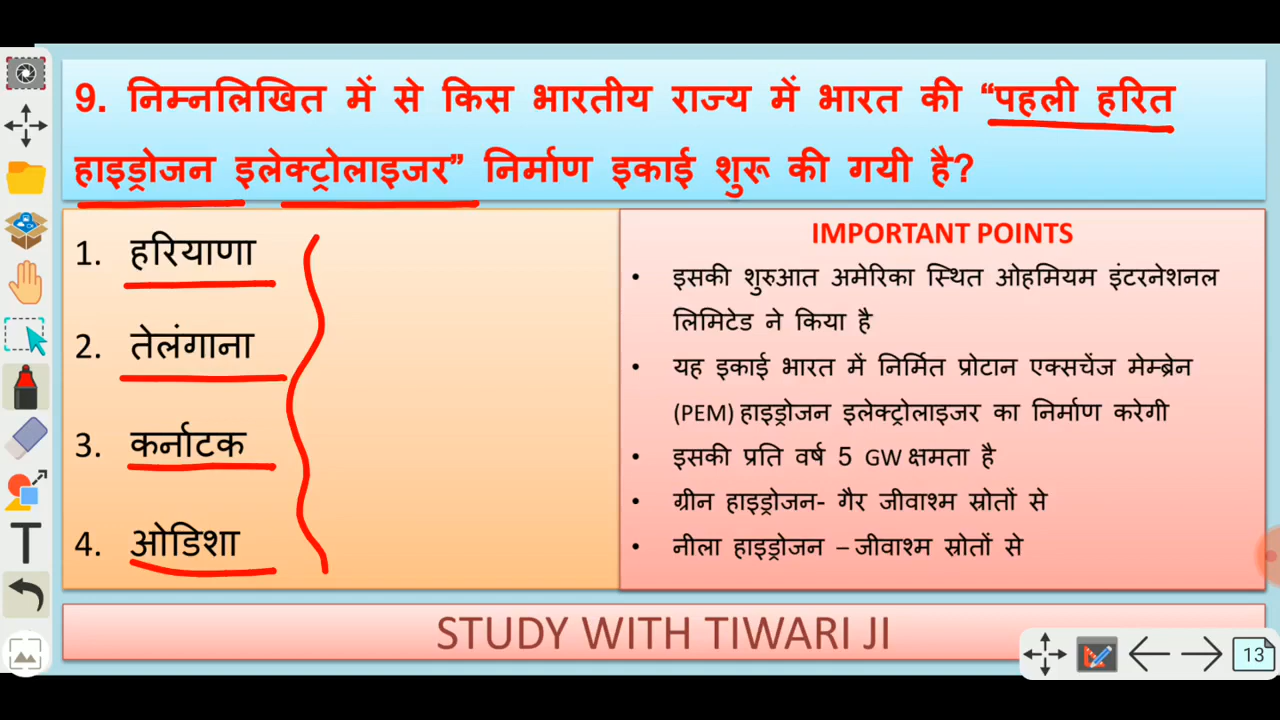 9. निम्नलिखित में से किस भारतीय राज्य में भारत की “पहली हरित
हाइड्रोजन इलेक्ट्रोलाइजर” निर्माण इकाई शुरू की गयी है?
1. हरियाणा
2. तेलंगाना
3. कर्नाटक
4. ओडिशा
IMPORTANT POINTS
• इसकी शुरुआत अमेरिका स्थित ओहमियम इंटरनेशनल
लिमिटेड ने किया है
• यह इकाई भारत में निर्मित प्रोटान एक्सचेंज मेम्ब्रेन
(PEM) हाइड्रोजन इलेक्ट्रोलाइजर का निर्माण करेगी
• इसकी प्रति वर्ष 5 GW क्षमता है
• ग्रीन हाइड्रोजन- गैर जीवाश्म स्रोतों से
• नीला हाइड्रोजन – जीवाश्म स्रोतों से
STUDY WITH TIWARI JI
T
13